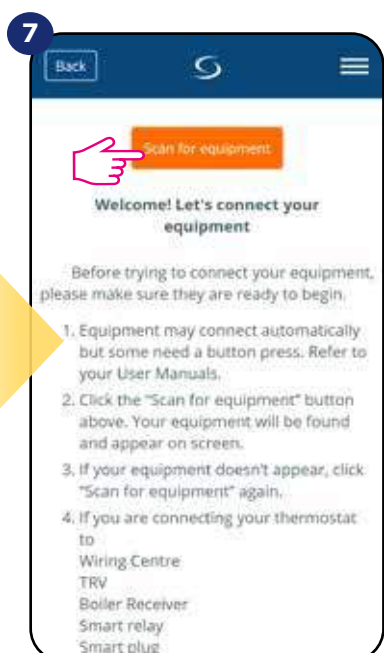 7
Back
Scan for equipment
Welcome! Let's connect your
equipment
Before trying to connect your equipment,
please make sure they are ready to begin.
1. Equipment may connect automatically
but some need a button press. Refer to
your User Manuals.
2. Click the "Scan for equipment" button
above. Your equipment will be found
and appear on screen.
3. If your equipment doesn't appear, click
"Scan for equipment" again.
4. If you are connecting your thermostat
to
Wiring Centre
TRV
Boiler Receiver
Smart relay
Smart plug